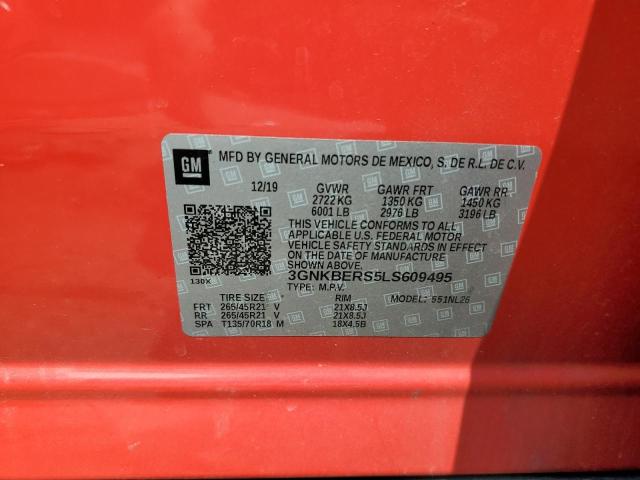 GM MFD BY GENERAL MOTORS DE MEXICO, S. DE R.L. DE C.V.
12/19 GVWR GAWR FRT GAWR RR
2722 KG 1350 KG 1450 KG
6001 LB 2976 LB 3196 LB
THIS VEHICLE CONFORMS TO ALL
APPLICABLE U.S. FEDERAL MOTOR
VEHICLE SAFETY STANDARDS IN EFFECT
ON THE DATE OF MANUFACTURE SHOWN ABOVE.
3GNKBERS5LS609495
130X TYPE: M.P.V. MODEL: 551NL26
TIRE SIZE RIM
FRT 265/45R21 V 21X8.5J
RR 265/45R21 V 21X8.5J
SPA T135/70R18 M 18X4.5B